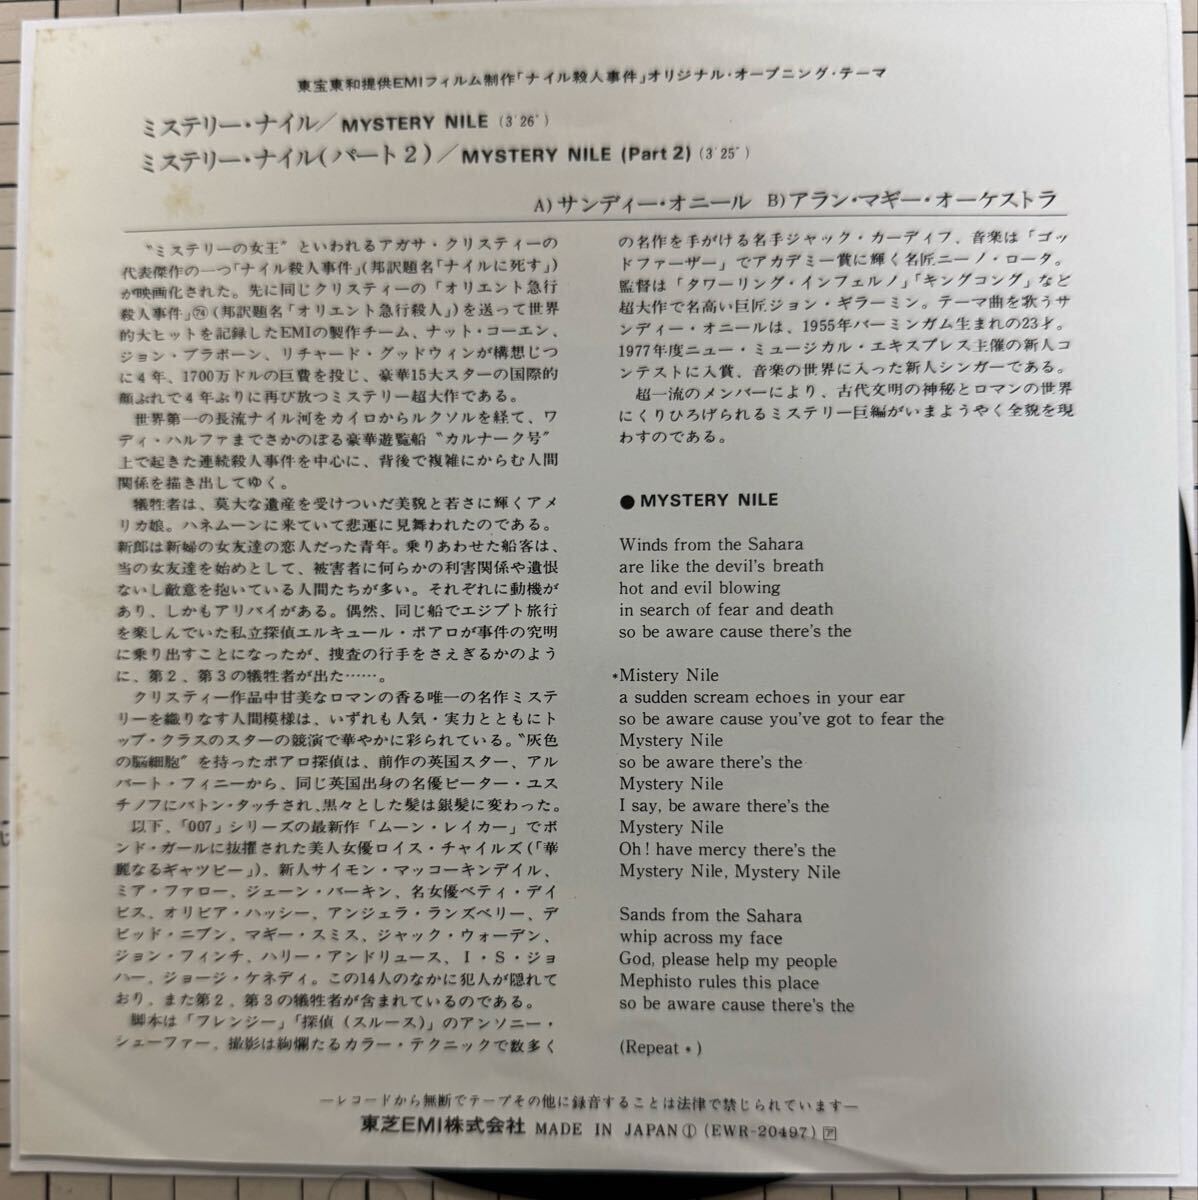 東宝東和提供EMIフィルム制作「ナイル殺人事件」オリジナル・オープニング・テーマ
ミステリー・ナイル／MYSTERY NILE (3'26")
ミステリー・ナイル(パート2)／MYSTERY NILE (Part 2) (3'25")
A)サンディー・オニール B)アラン・マギー・オーケストラ
"ミステリーの女王"といわれるアガサ・クリスティーの
代表傑作の一つ「ナイル殺人事件」(邦訳題名「ナイルに死す」)
が映画化された。先に同じクリスティーの「オリエント急行
殺人事件」㊆(邦訳題名「オリエント急行殺人」)を送って世界
的大ヒットを記録したEMIの製作チーム、ナット・コーエン、
ジョン・ブラボーン、リチャード・グッドウィンが構想じつ
に4年、1700万ドルの巨費を投じ、豪華15大スターの国際的
顔ぶれで4年ぶりに再び放つミステリー超大作である。
世界第一の長流ナイル河をカイロからルクソルを経て、ワ
ディ・ハルファまでさかのぼる豪華遊覧船"カルナーク号"
上で起きた連続殺人事件を中心に、背後で複雑にからむ人間
関係を描き出してゆく。
犠牲者は、莫大な遺産を受けついだ美貌と若さに輝くアメ
リカ娘。ハネムーンに来ていて悲運に見舞われたのである。
新郎は新婦の女友達の恋人だった青年。乗りあわせた船客は、
当の女友達を始めとして、被害者に何らかの利害関係や遺恨
ないし敵意を抱いている人間たちが多い。それぞれに動機が
あり、しかもアリバイがある。偶然、同じ船でエジプト旅行
を楽しんでいた私立探偵エルキュール・ポアロが事件の究明
に乗り出すことになったが、捜査の行手をさえぎるかのよう
に、第2、第3の犠牲者が出た……。
クリスティー作品中甘美なロマンの香る唯一の名作ミステ
リーを織りなす人間模様は、いずれも人気・実力とともにト
ップ・クラスのスターの競演で華やかに彩られている。"灰色
の脳細胞"を持ったポアロ探偵は、前作の英国スター、アル
バート・フィニーから、同じ英国出身の名優ピーター・ユス
チノフにバトン・タッチされ、黒々とした髪は銀髪に変わった。
以下、「007」シリーズの最新作「ムーン・レイカー」でボ
ンド・ガールに抜擢された美人女優ロイス・チャイルズ(「華
麗なるギャツビー」)、新人サイモン・マッコーキンデイル、
ミア・ファロー、ジェーン・バーキン、名女優ベティ・デイ
ビス、オリビア・ハッシー、アンジェラ・ランズベリー、デ
ビッド・ニブン、マギー・スミス、ジャック・ウォーデン、
ジョン・フィンチ、ハリー・アンドリュース、I・S・ジョ
ハー、ジョージ・ケネディ。この14人のなかに犯人が隠れて
おり、また第2、第3の犠牲者が含まれているのである。
脚本は「フレンジー」「探偵(スルース)」のアンソニー・
シェーファー、撮影は絢爛たるカラー・テクニックで数多く
の名作を手がける名手ジャック・カーディフ、音楽は「ゴッ
ドファーザー」でアカデミー賞に輝く名匠ニーノ・ロータ。
監督は「タワーリング・インフェルノ」「キングコング」など
超大作で名高い巨匠ジョン・ギラーミン。テーマ曲を歌うサ
ンディー・オニールは、1955年バーミンガム生まれの23才。
1977年度ニュー・ミュージカル・エキスプレス主催の新人コ
ンテストに入賞、音楽の世界に入った新人シンガーである。
超一流のメンバーにより、古代文明の神秘とロマンの世界
にくりひろげられるミステリー巨編がいまようやく全貌を現
わすのである。
●MYSTERY NILE
Winds from the Sahara
are like the devil's breath
hot and evil blowing
in search of fear and death
so be aware cause there's the
*Mistery Nile
a sudden scream echoes in your ear
so be aware cause you've got to fear the
Mystery Nile
so be aware there's the
Mystery Nile
I say, be aware there's the
Mystery Nile
Oh! have mercy there's the
Mystery Nile, Mystery Nile
Sands from the Sahara
whip across my face
God, please help my people
Mephisto rules this place
so be aware cause there's the
(Repeat *)
―レコードから無断でテープその他に録音することは法律で禁じられています―
東芝EMI株式会社 MADE IN JAPAN Ⓘ (EWR-20497) ア